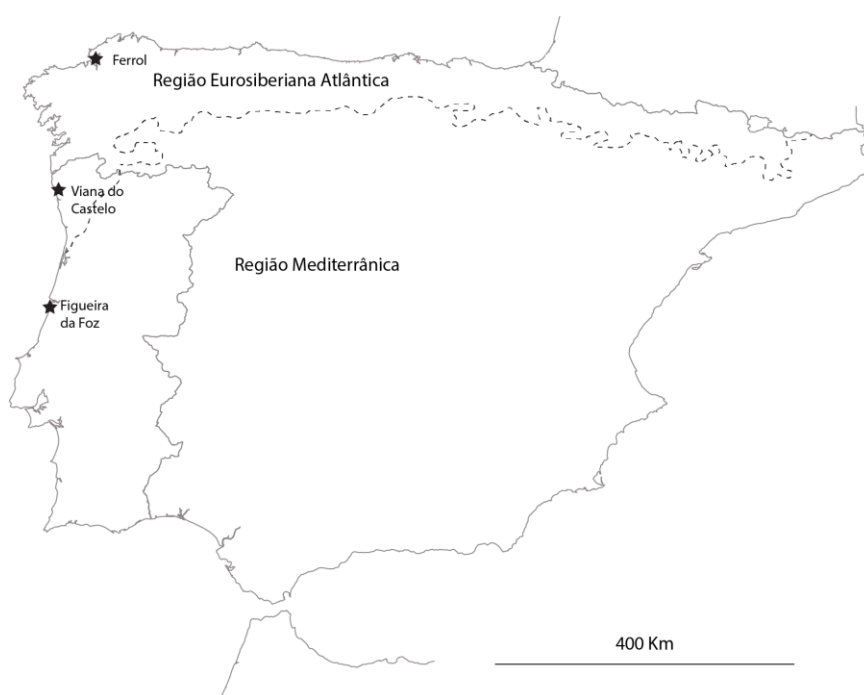 Ferrol
Região Eurosiberiana Atlântica
Viana do
Castelo
Região Mediterrânica
Figueira
da Foz
400 Km